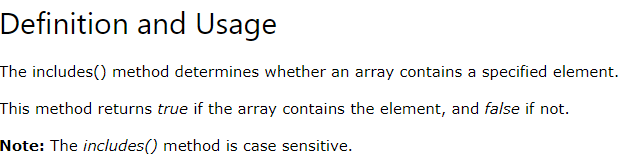 Definition and Usage
The includes() method determines whether an array contains a specified element.
This method returns true if the array contains the element, and false if not.
Note: The includes() method is case sensitive.